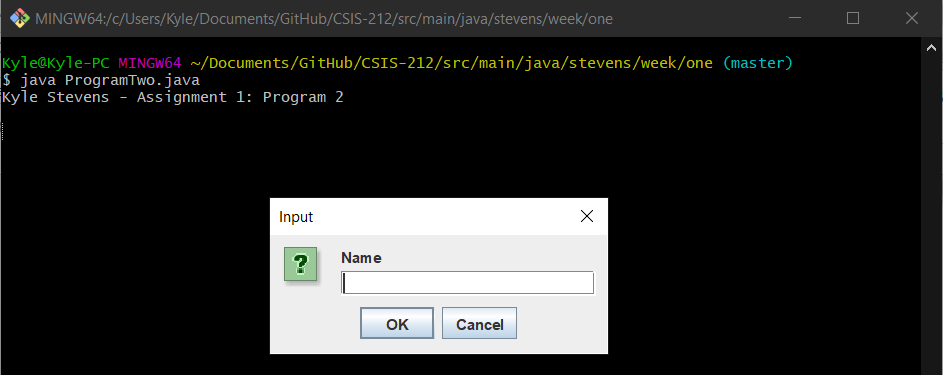 MINGW64:/c/Users/Kyle/Documents/GitHub/CSIS-212/src/main/java/stevens/week/one
Kyle@Kyle-PC MINGW64 ~/Documents/GitHub/CSIS-212/src/main/java/stevens/week/one (master)
$ java ProgramTwo.java
Kyle Stevens - Assignment 1: Program 2
Input
?
Name
OK Cancel